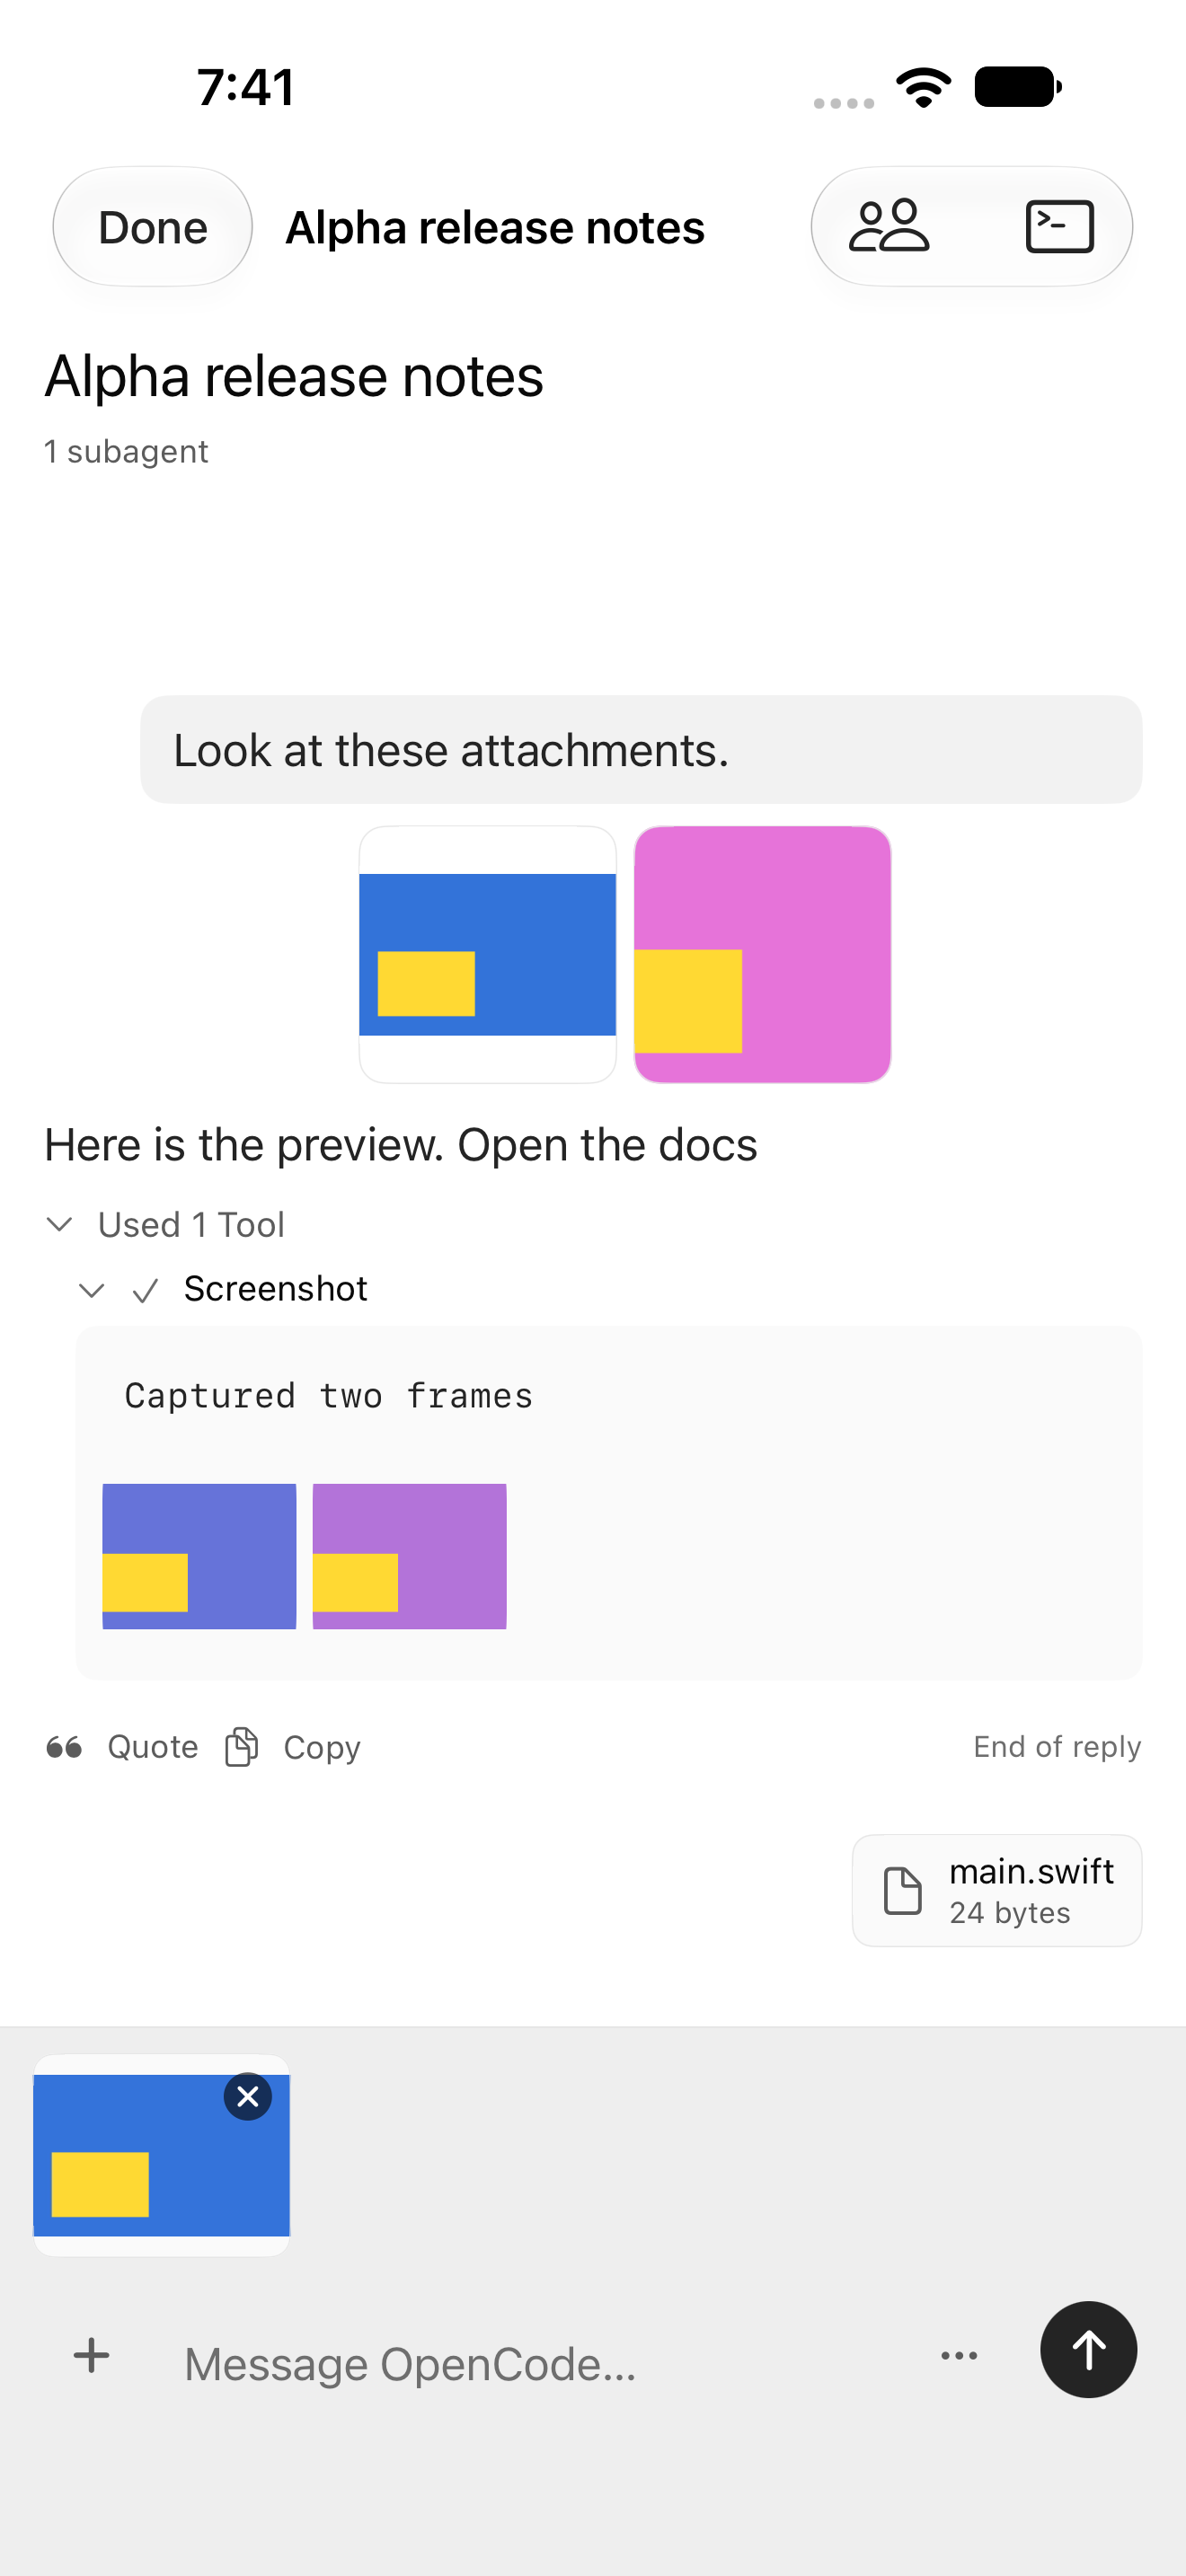 7:41
Done
Alpha release notes
Alpha release notes
1 subagent
Look at these attachments.
Here is the preview. Open the docs
Used 1 Tool
Screenshot
Captured two frames
Quote
Copy
End of reply
main.swift
24 bytes
Message OpenCode...